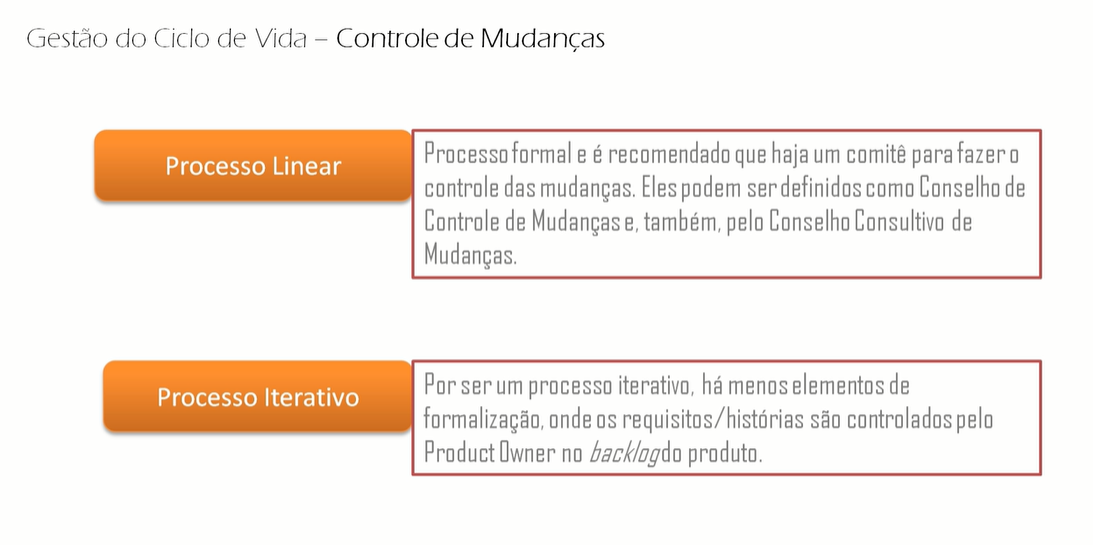 Gestão do Ciclo de Vida – Controle de Mudanças
Processo Linear
Processo formal e é recomendado que haja um comitê para fazer o
controle das mudanças. Eles podem ser definidos como Conselho de
Controle de Mudanças e, também, pelo Conselho Consultivo de
Mudanças.
Processo Iterativo
Por ser um processo iterativo, há menos elementos de
formalização, onde os requisitos/histórias são controlados pelo
Product Owner no backlog do produto.